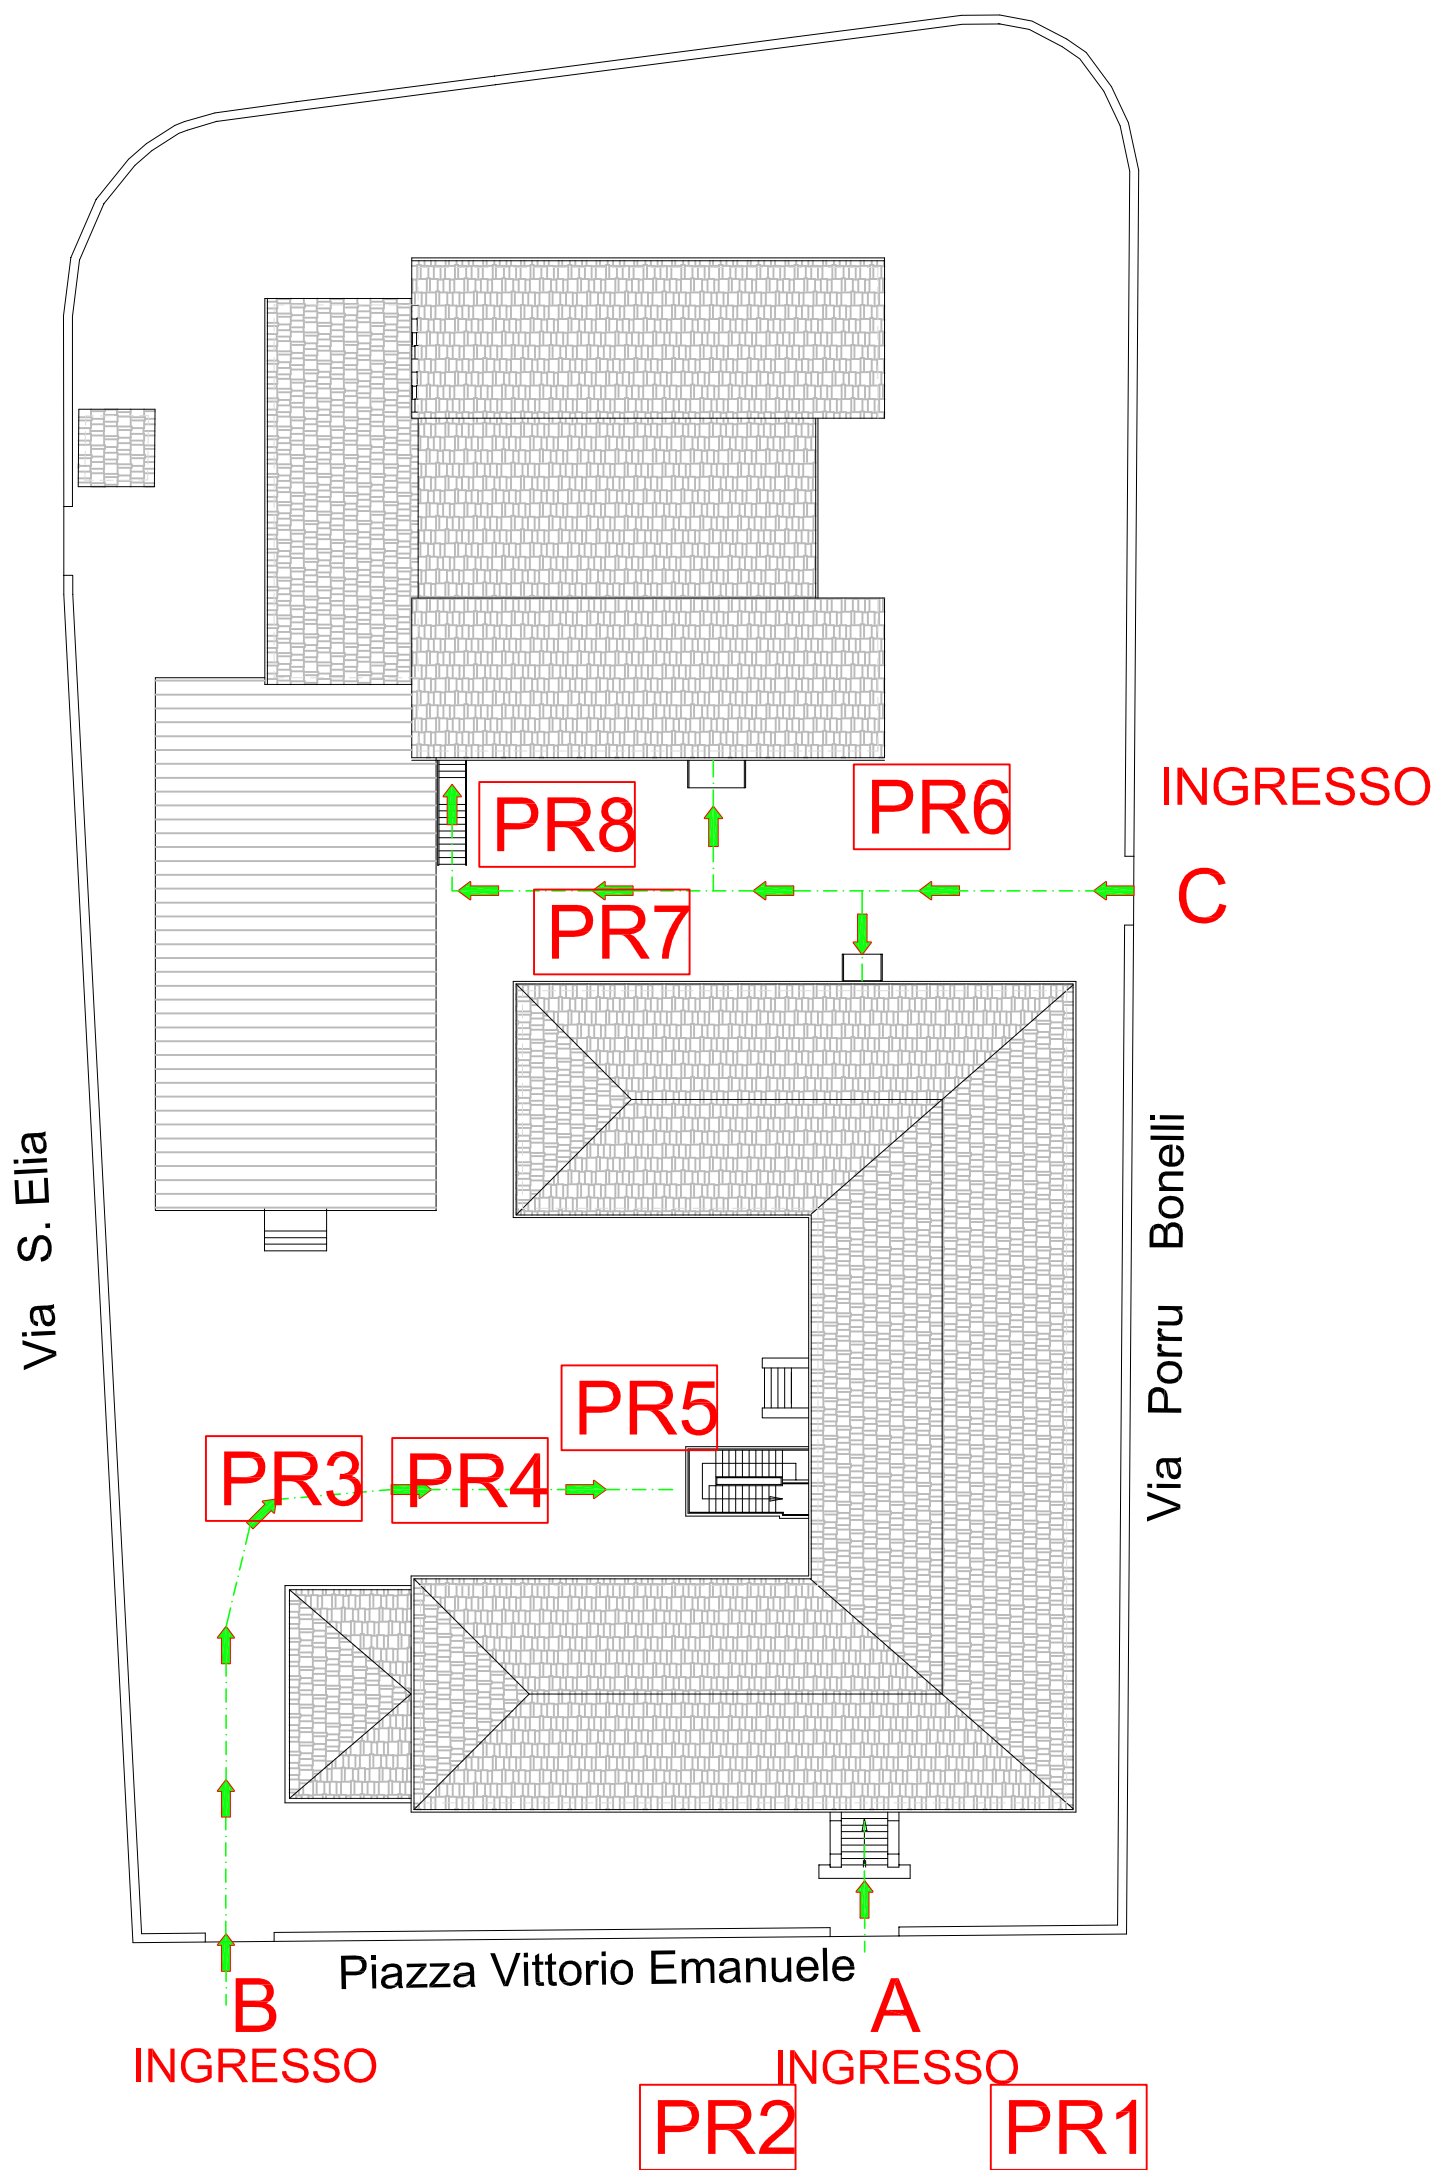 INGRESSO
PR6
PR8
C
PR7
Via S. Elia
Via Porru Bonelli
PR5
PR3
PR4
Piazza Vittorio Emanuele
B
INGRESSO
A
INGRESSO
PR2
PR1